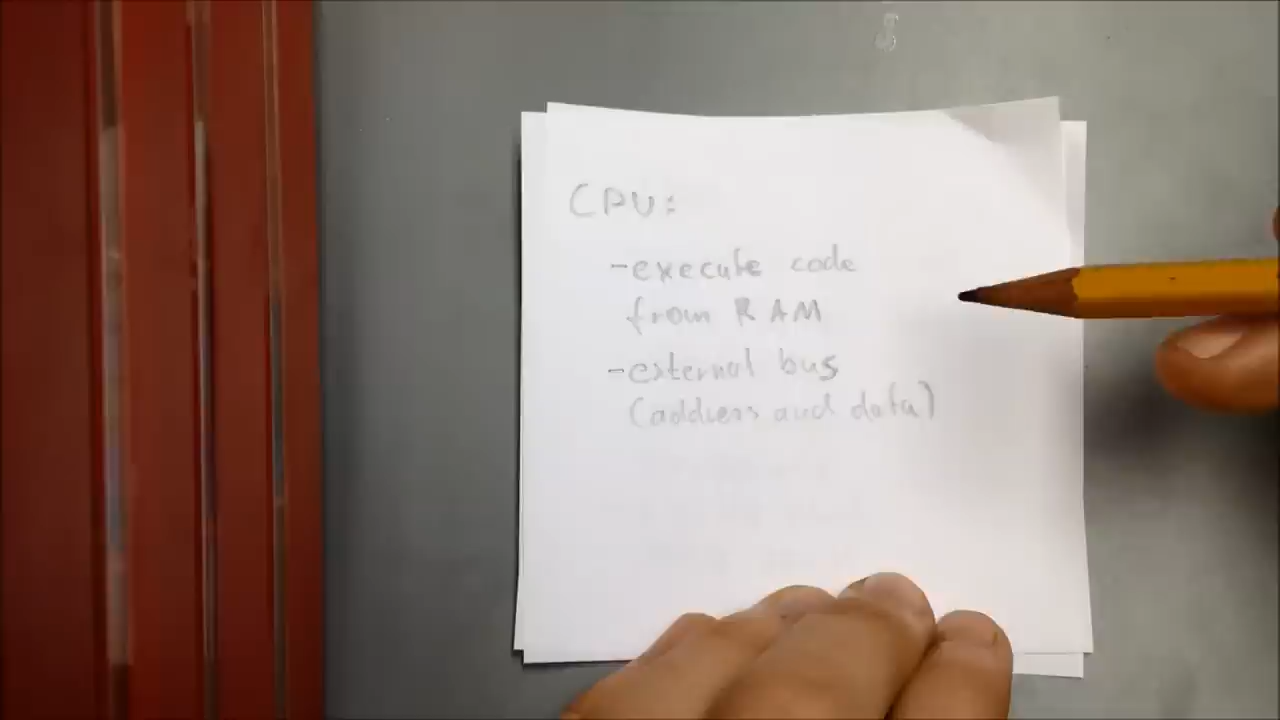 CPU:
-execute code
from RAM
-external bus
(address and data)